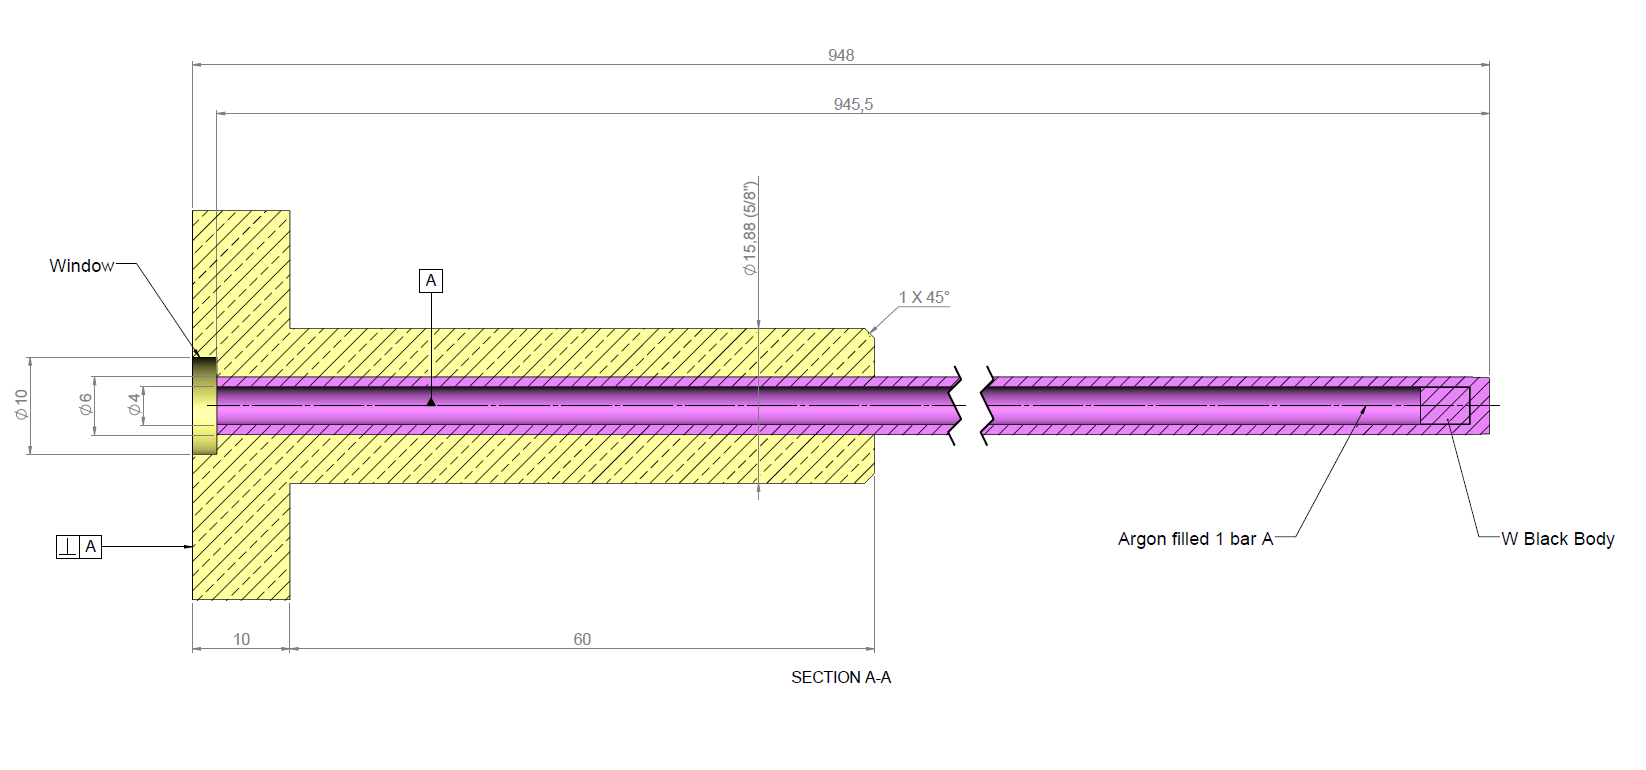 948
945,5
⌀15,88 (5/8")
Window
A
1 X 45°
⌀10
⌀6
⌀4
⊥ A
Argon filled 1 bar A
W Black Body
10
60
SECTION A-A